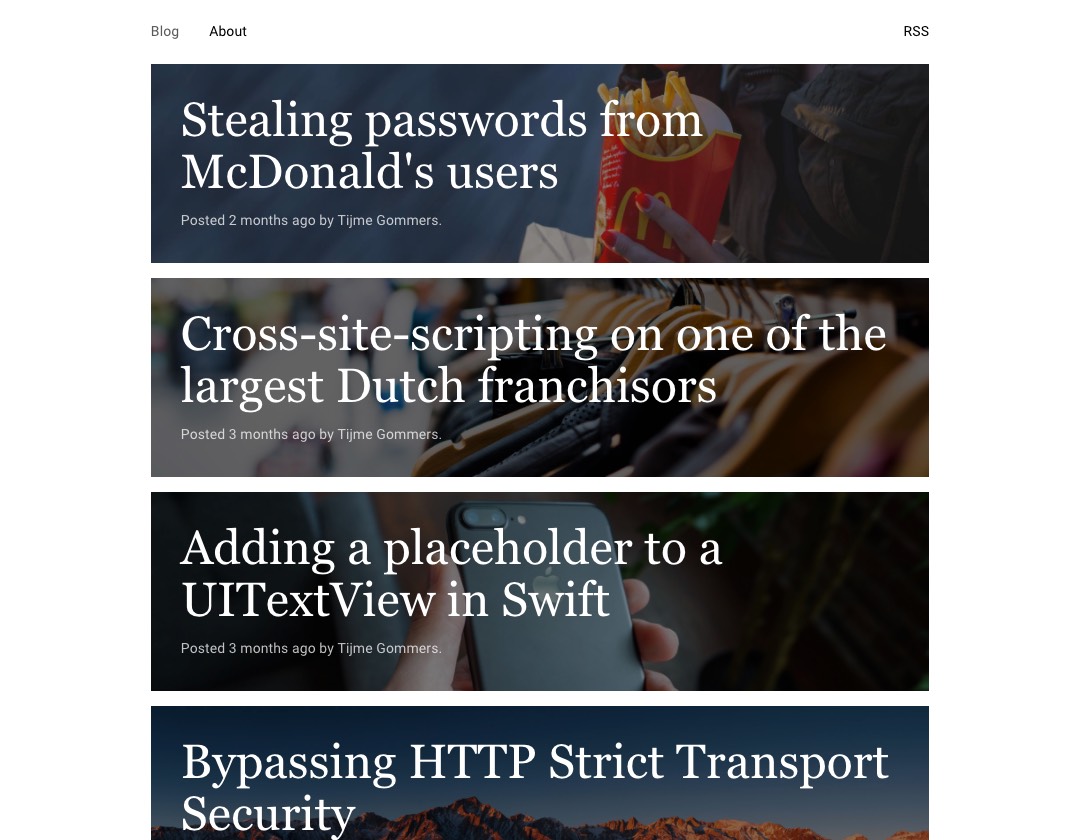 Blog
About
RSS
Stealing passwords from
McDonald's users
Posted 2 months ago by Tijme Gommers.
Cross-site-scripting on one of the
largest Dutch franchisors
Posted 3 months ago by Tijme Gommers.
Adding a placeholder to a
UITextView in Swift
Posted 3 months ago by Tijme Gommers.
Bypassing HTTP Strict Transport
Security